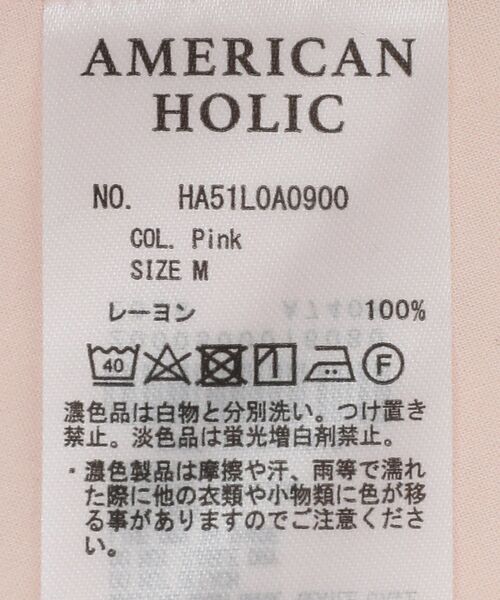 AMERICAN
HOLIC
NO. HA51L0A0900
COL. Pink
SIZE M
レーヨン 100%
40
F
濃色品は白物と分別洗い。つけ置き
禁止。淡色品は蛍光増白剤禁止。
・濃色製品は摩擦や汗、雨等で濡れ
た際に他の衣類や小物類に色が移
る事がありますのでご注意くださ
い。